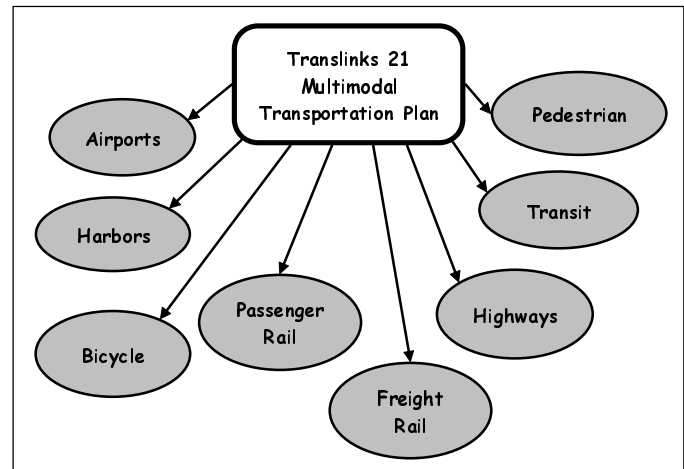 Translinks 21
Multimodal
Transportation Plan
Airports
Pedestrian
Harbors
Transit
Bicycle
Passenger
Rail
Highways
Freight
Rail